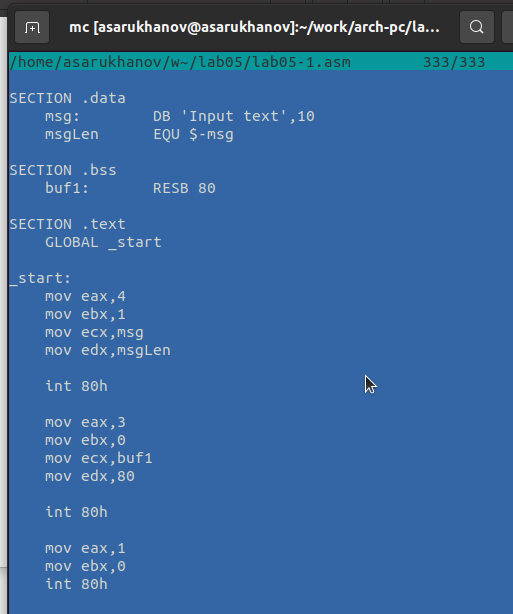 mc [asarukhanov@asarukhanov]:~/work/arch-pc/la...
/home/asarukhanov/w~/lab05/lab05-1.asm 333/333
SECTION .data
msg: DB 'Input text',10
msgLen EQU $-msg
SECTION .bss
buf1: RESB 80
SECTION .text
GLOBAL _start
_start:
mov eax,4
mov ebx,1
mov ecx,msg
mov edx,msgLen
int 80h
mov eax,3
mov ebx,0
mov ecx,buf1
mov edx,80
int 80h
mov eax,1
mov ebx,0
int 80h